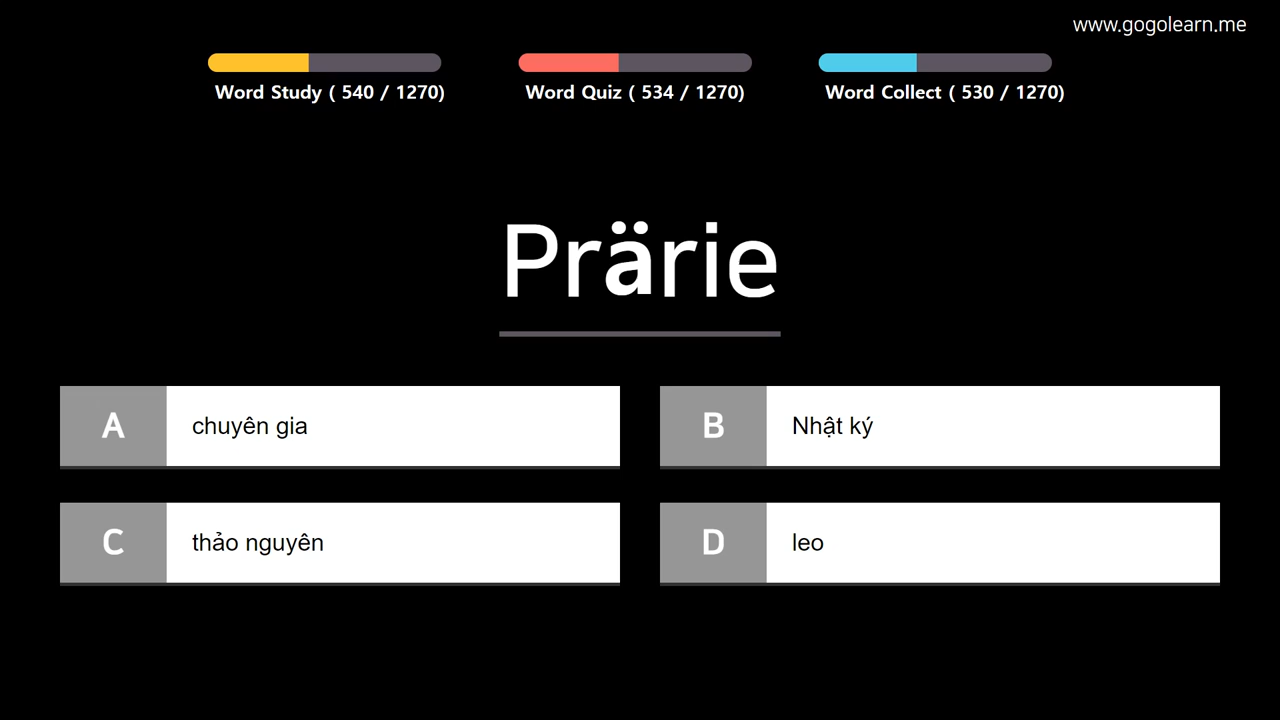 www.gogolearn.me
Word Study ( 540 / 1270)
Word Quiz ( 534 / 1270)
Word Collect ( 530 / 1270)
Prärie
A chuyên gia
B Nhật ký
C thảo nguyên
D leo